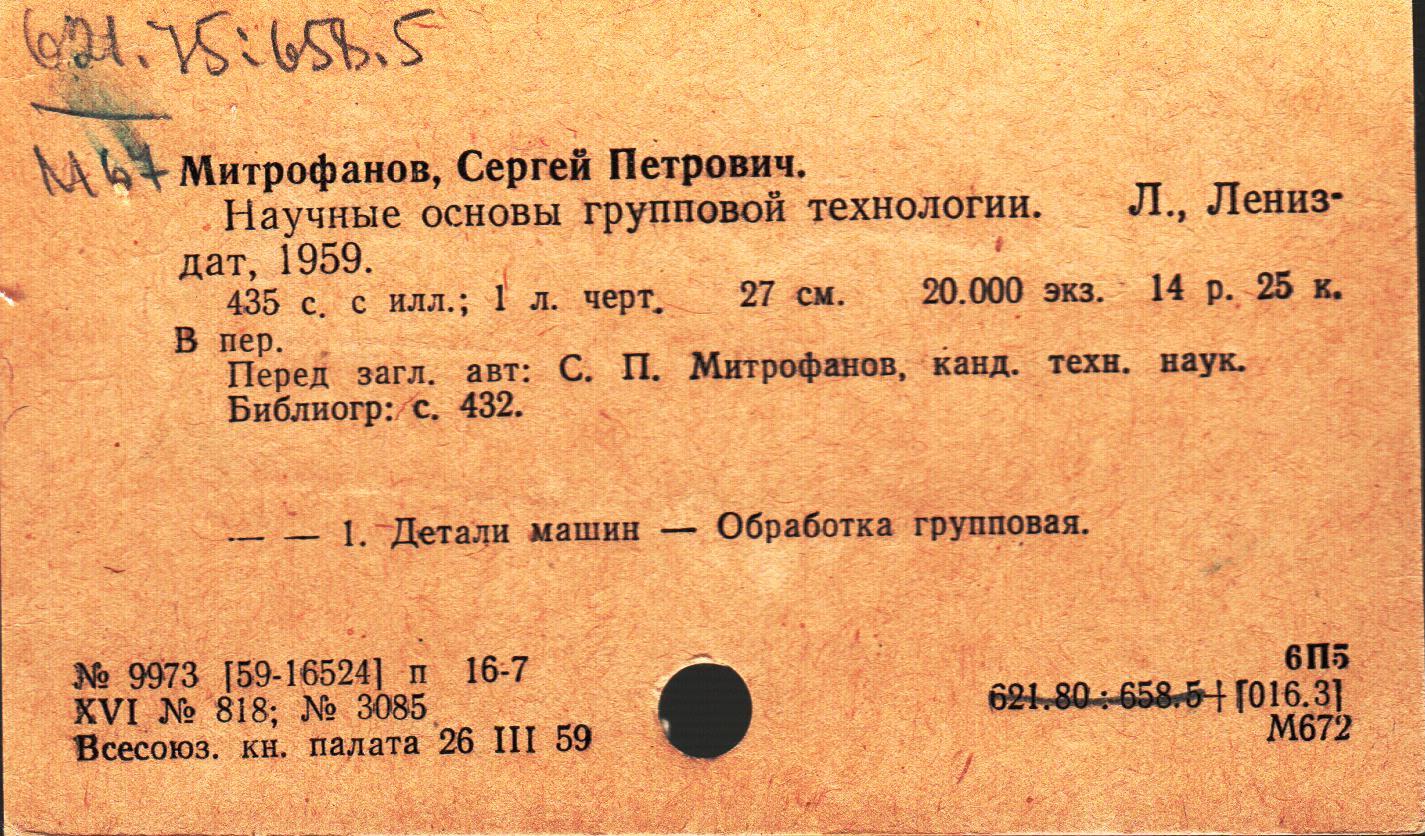 621.75:658.5
М67
Митрофанов, Сергей Петрович.
Научные основы групповой технологии. Л., Лениз-
дат, 1959.
435 с. с илл.; 1 л. черт. 27 см. 20.000 экз. 14 р. 25 к.
В пер.
Перед загл. авт: С. П. Митрофанов, канд. техн. наук.
Библиогр: с. 432.
— — 1. Детали машин — Обработка групповая.
№ 9973 [59-16524] п 16-7
XVI № 818; № 3085
Всесоюз. кн. палата 26 III 59
6П5
621.80 : 658.5 + [016.3]
М672